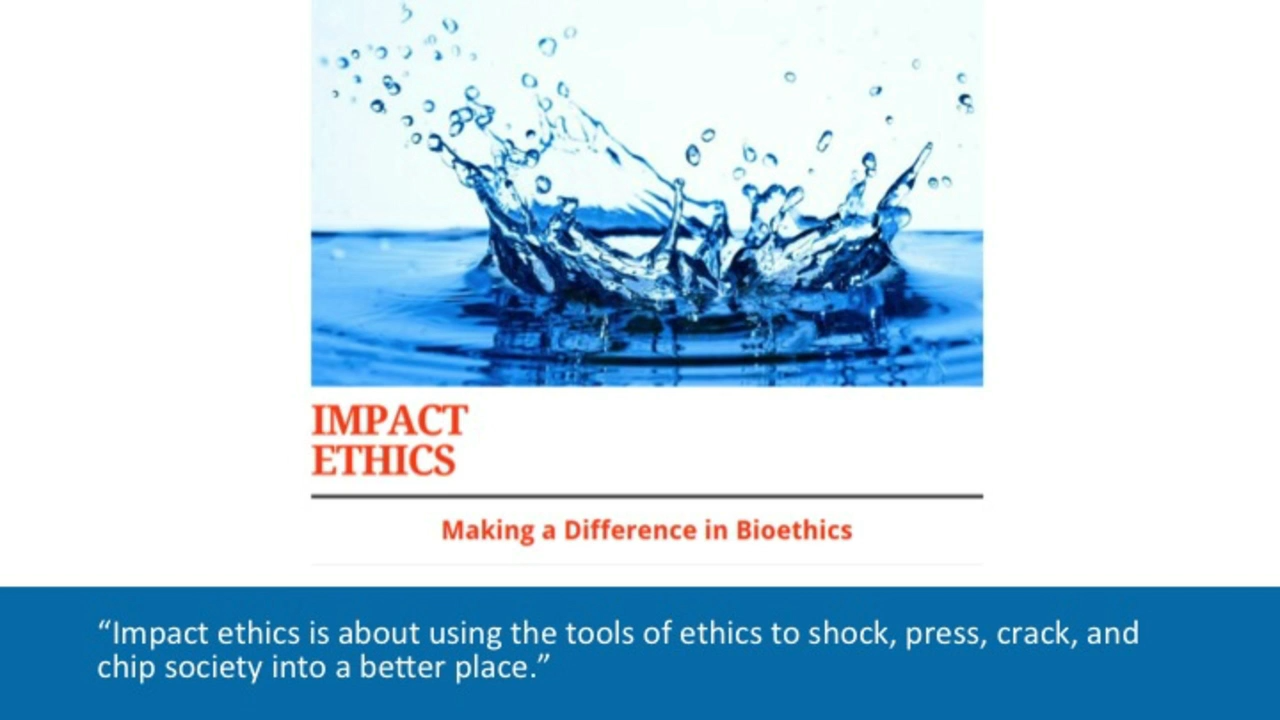 IMPACT
ETHICS
Making a Difference in Bioethics
“Impact ethics is about using the tools of ethics to shock, press, crack, and
chip society into a better place.”